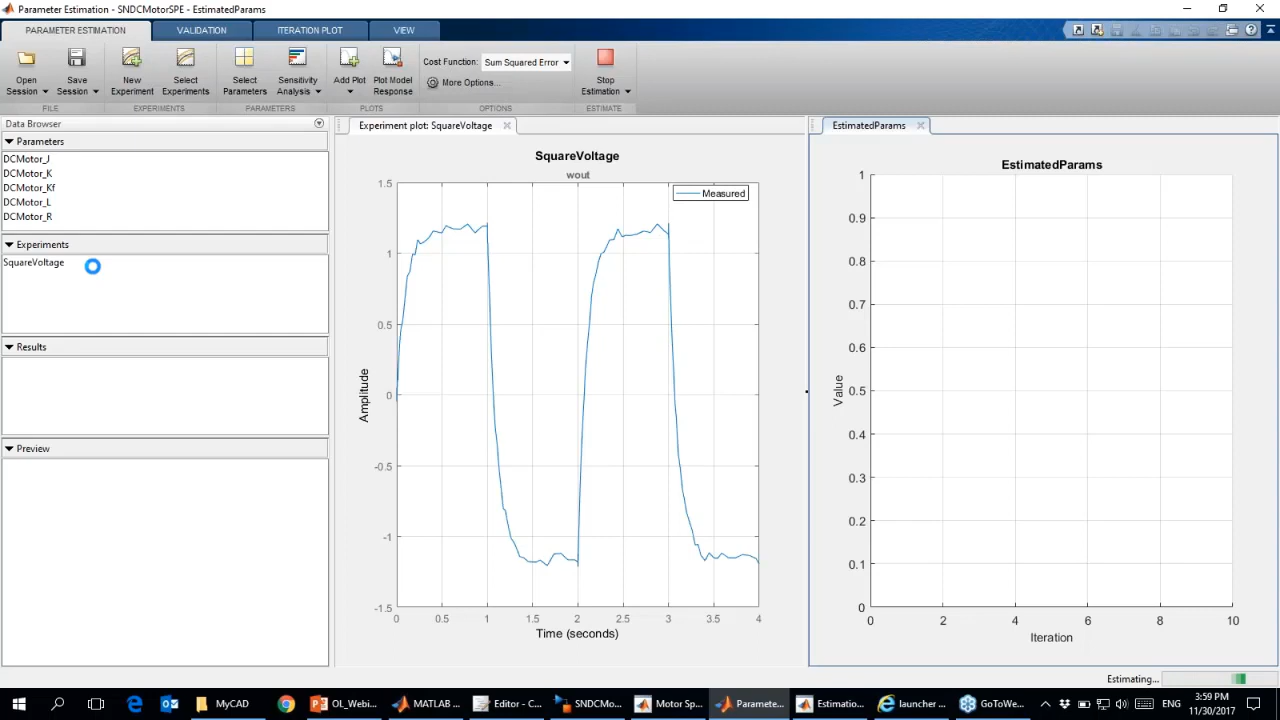 Parameter Estimation - SNDCMotorSPE - EstimatedParams
PARAMETER ESTIMATION
VALIDATION
ITERATION PLOT
VIEW
Open
Session
Save
Session
New
Experiment
Select
Experiments
Select
Parameters
Sensitivity
Analysis
Add Plot
Plot Model
Response
Cost Function:
Sum Squared Error
More Options...
Stop
Estimation
FILE
EXPERIMENTS
PARAMETERS
PLOTS
OPTIONS
ESTIMATE
Data Browser
Parameters
DCMotor_J
DCMotor_K
DCMotor_Kf
DCMotor_L
DCMotor_R
Experiments
SquareVoltage
Results
Preview
Experiment plot: SquareVoltage
SquareVoltage
wout
Measured
1.5
1
0.5
0
-0.5
-1
-1.5
Amplitude
0 0.5 1 1.5 2 2.5 3 3.5 4
Time (seconds)
EstimatedParams
EstimatedParams
1
0.9
0.8
0.7
0.6
0.5
0.4
0.3
0.2
0.1
0
Value
0 2 4 6 8 10
Iteration
Estimating...
MyCAD
OL_Webi...
MATLAB ...
Editor - C...
SNDCMo...
Motor Sp...
Paramete...
Estimatio...
launcher ...
GoToWe...
ENG
3:59 PM
11/30/2017